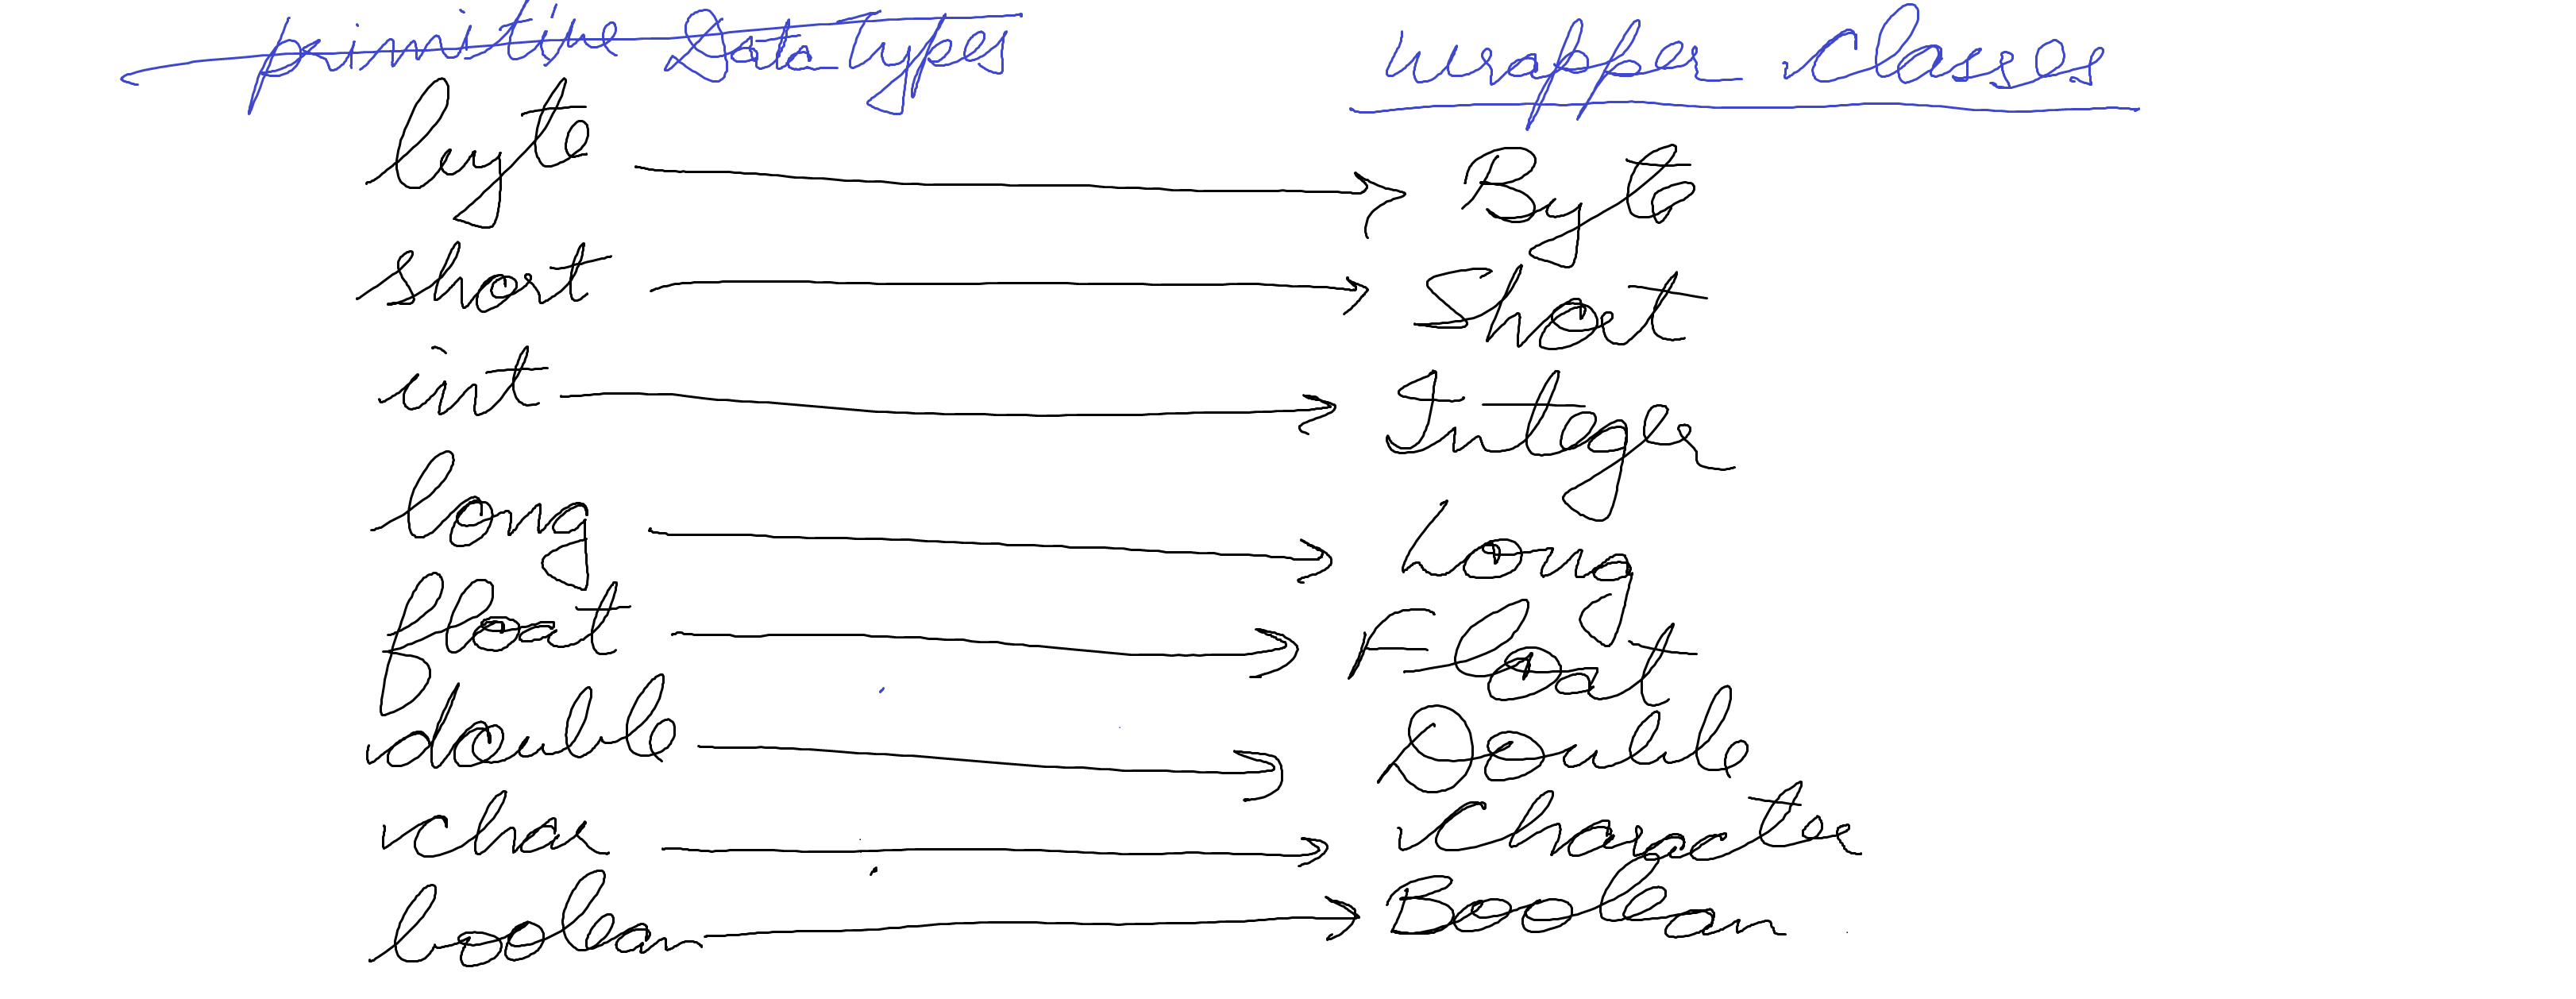 primitive Data Types wrapper classes
byte Byte
short Short
int Integer
long Long
float Float
double Double
char Character
boolean Boolean